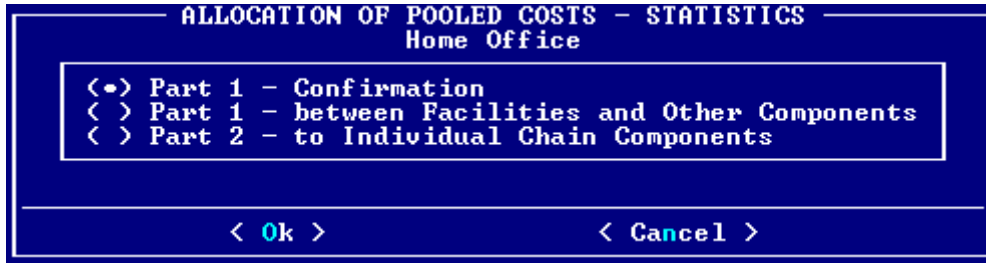 ALLOCATION OF POOLED COSTS - STATISTICS
Home Office
(•) Part 1 - Confirmation
( ) Part 1 - between Facilities and Other Components
( ) Part 2 - to Individual Chain Components
< Ok > < Cancel >